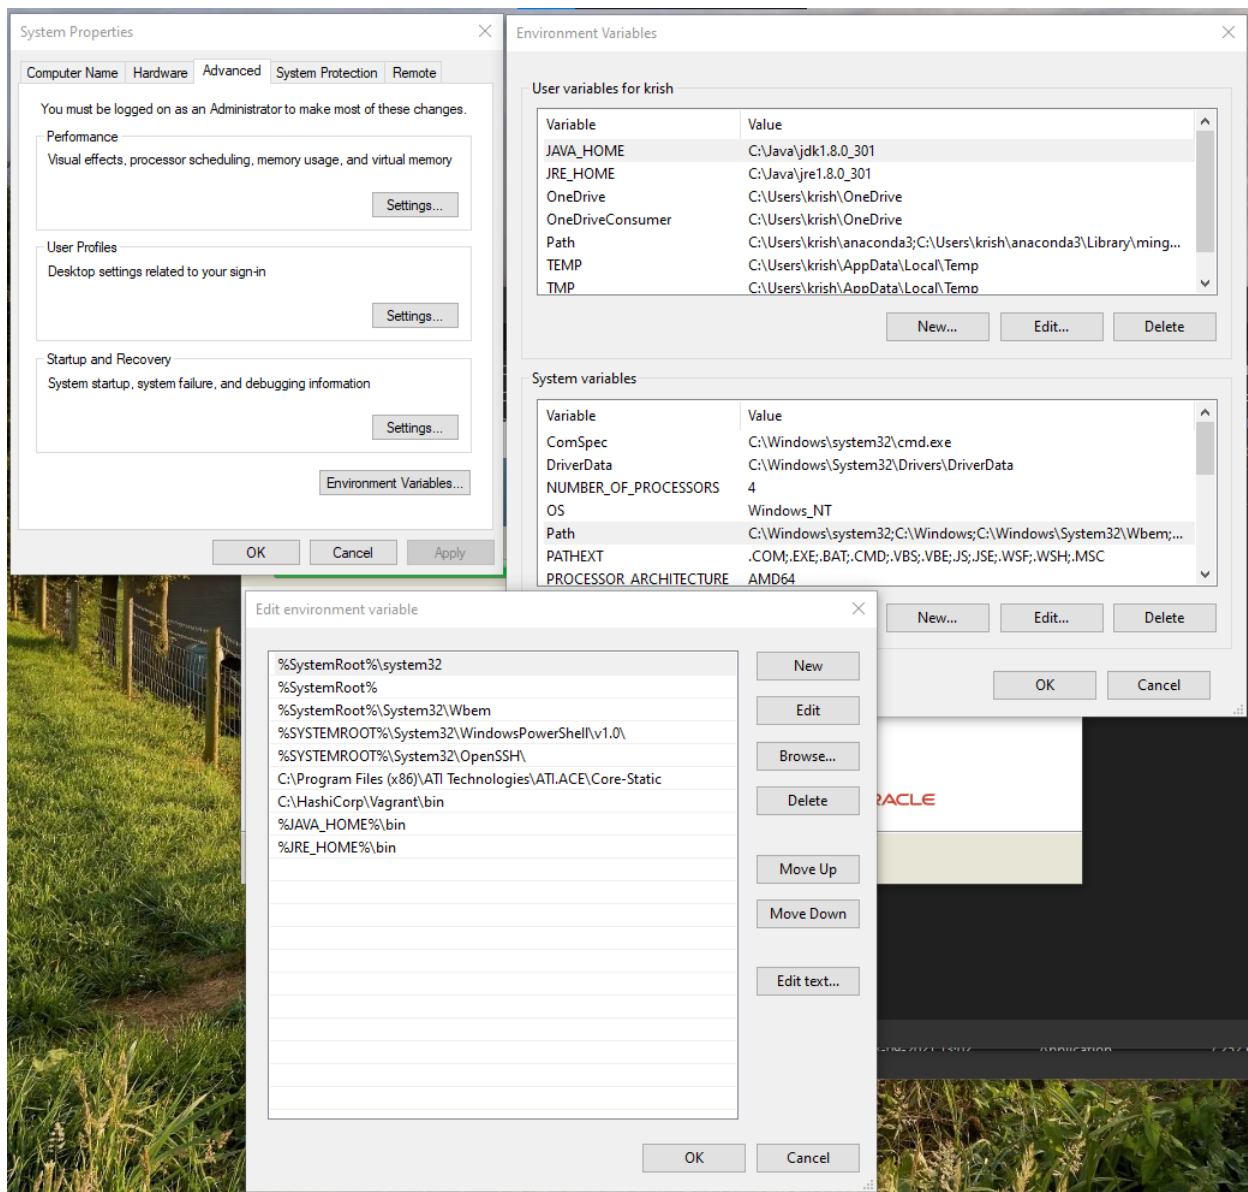 System Properties
Computer Name Hardware Advanced System Protection Remote
You must be logged on as an Administrator to make most of these changes.
Performance
Visual effects, processor scheduling, memory usage, and virtual memory
Settings...
User Profiles
Desktop settings related to your sign-in
Settings...
Startup and Recovery
System startup, system failure, and debugging information
Settings...
Environment Variables...
OK Cancel Apply
Environment Variables
User variables for krish
Variable Value
JAVA_HOME C:\Java\jdk1.8.0_301
JRE_HOME C:\Java\jre1.8.0_301
OneDrive C:\Users\krish\OneDrive
OneDriveConsumer C:\Users\krish\OneDrive
Path C:\Users\krish\anaconda3;C:\Users\krish\anaconda3\Library\ming...
TEMP C:\Users\krish\AppData\Local\Temp
TMP C:\Users\krish\AppData\Local\Temp
New... Edit... Delete
System variables
Variable Value
ComSpec C:\Windows\system32\cmd.exe
DriverData C:\Windows\System32\Drivers\DriverData
NUMBER_OF_PROCESSORS 4
OS Windows_NT
Path C:\Windows\system32;C:\Windows;C:\Windows\System32\Wbem;...
PATHEXT .COM;.EXE;.BAT;.CMD;.VBS;.VBE;.JS;.JSE;.WSF;.WSH;.MSC
PROCESSOR_ARCHITECTURE AMD64
New... Edit... Delete
OK Cancel
Edit environment variable
%SystemRoot%\system32
%SystemRoot%
%SystemRoot%\System32\Wbem
%SYSTEMROOT%\System32\WindowsPowerShell\v1.0\
%SYSTEMROOT%\System32\OpenSSH\
C:\Program Files (x86)\ATI Technologies\ATI.ACE\Core-Static
C:\HashiCorp\Vagrant\bin
%JAVA_HOME%\bin
%JRE_HOME%\bin
New
Edit
Browse...
Delete
Move Up
Move Down
Edit text...
OK Cancel
RACLE
-09-2021 13:02 Application